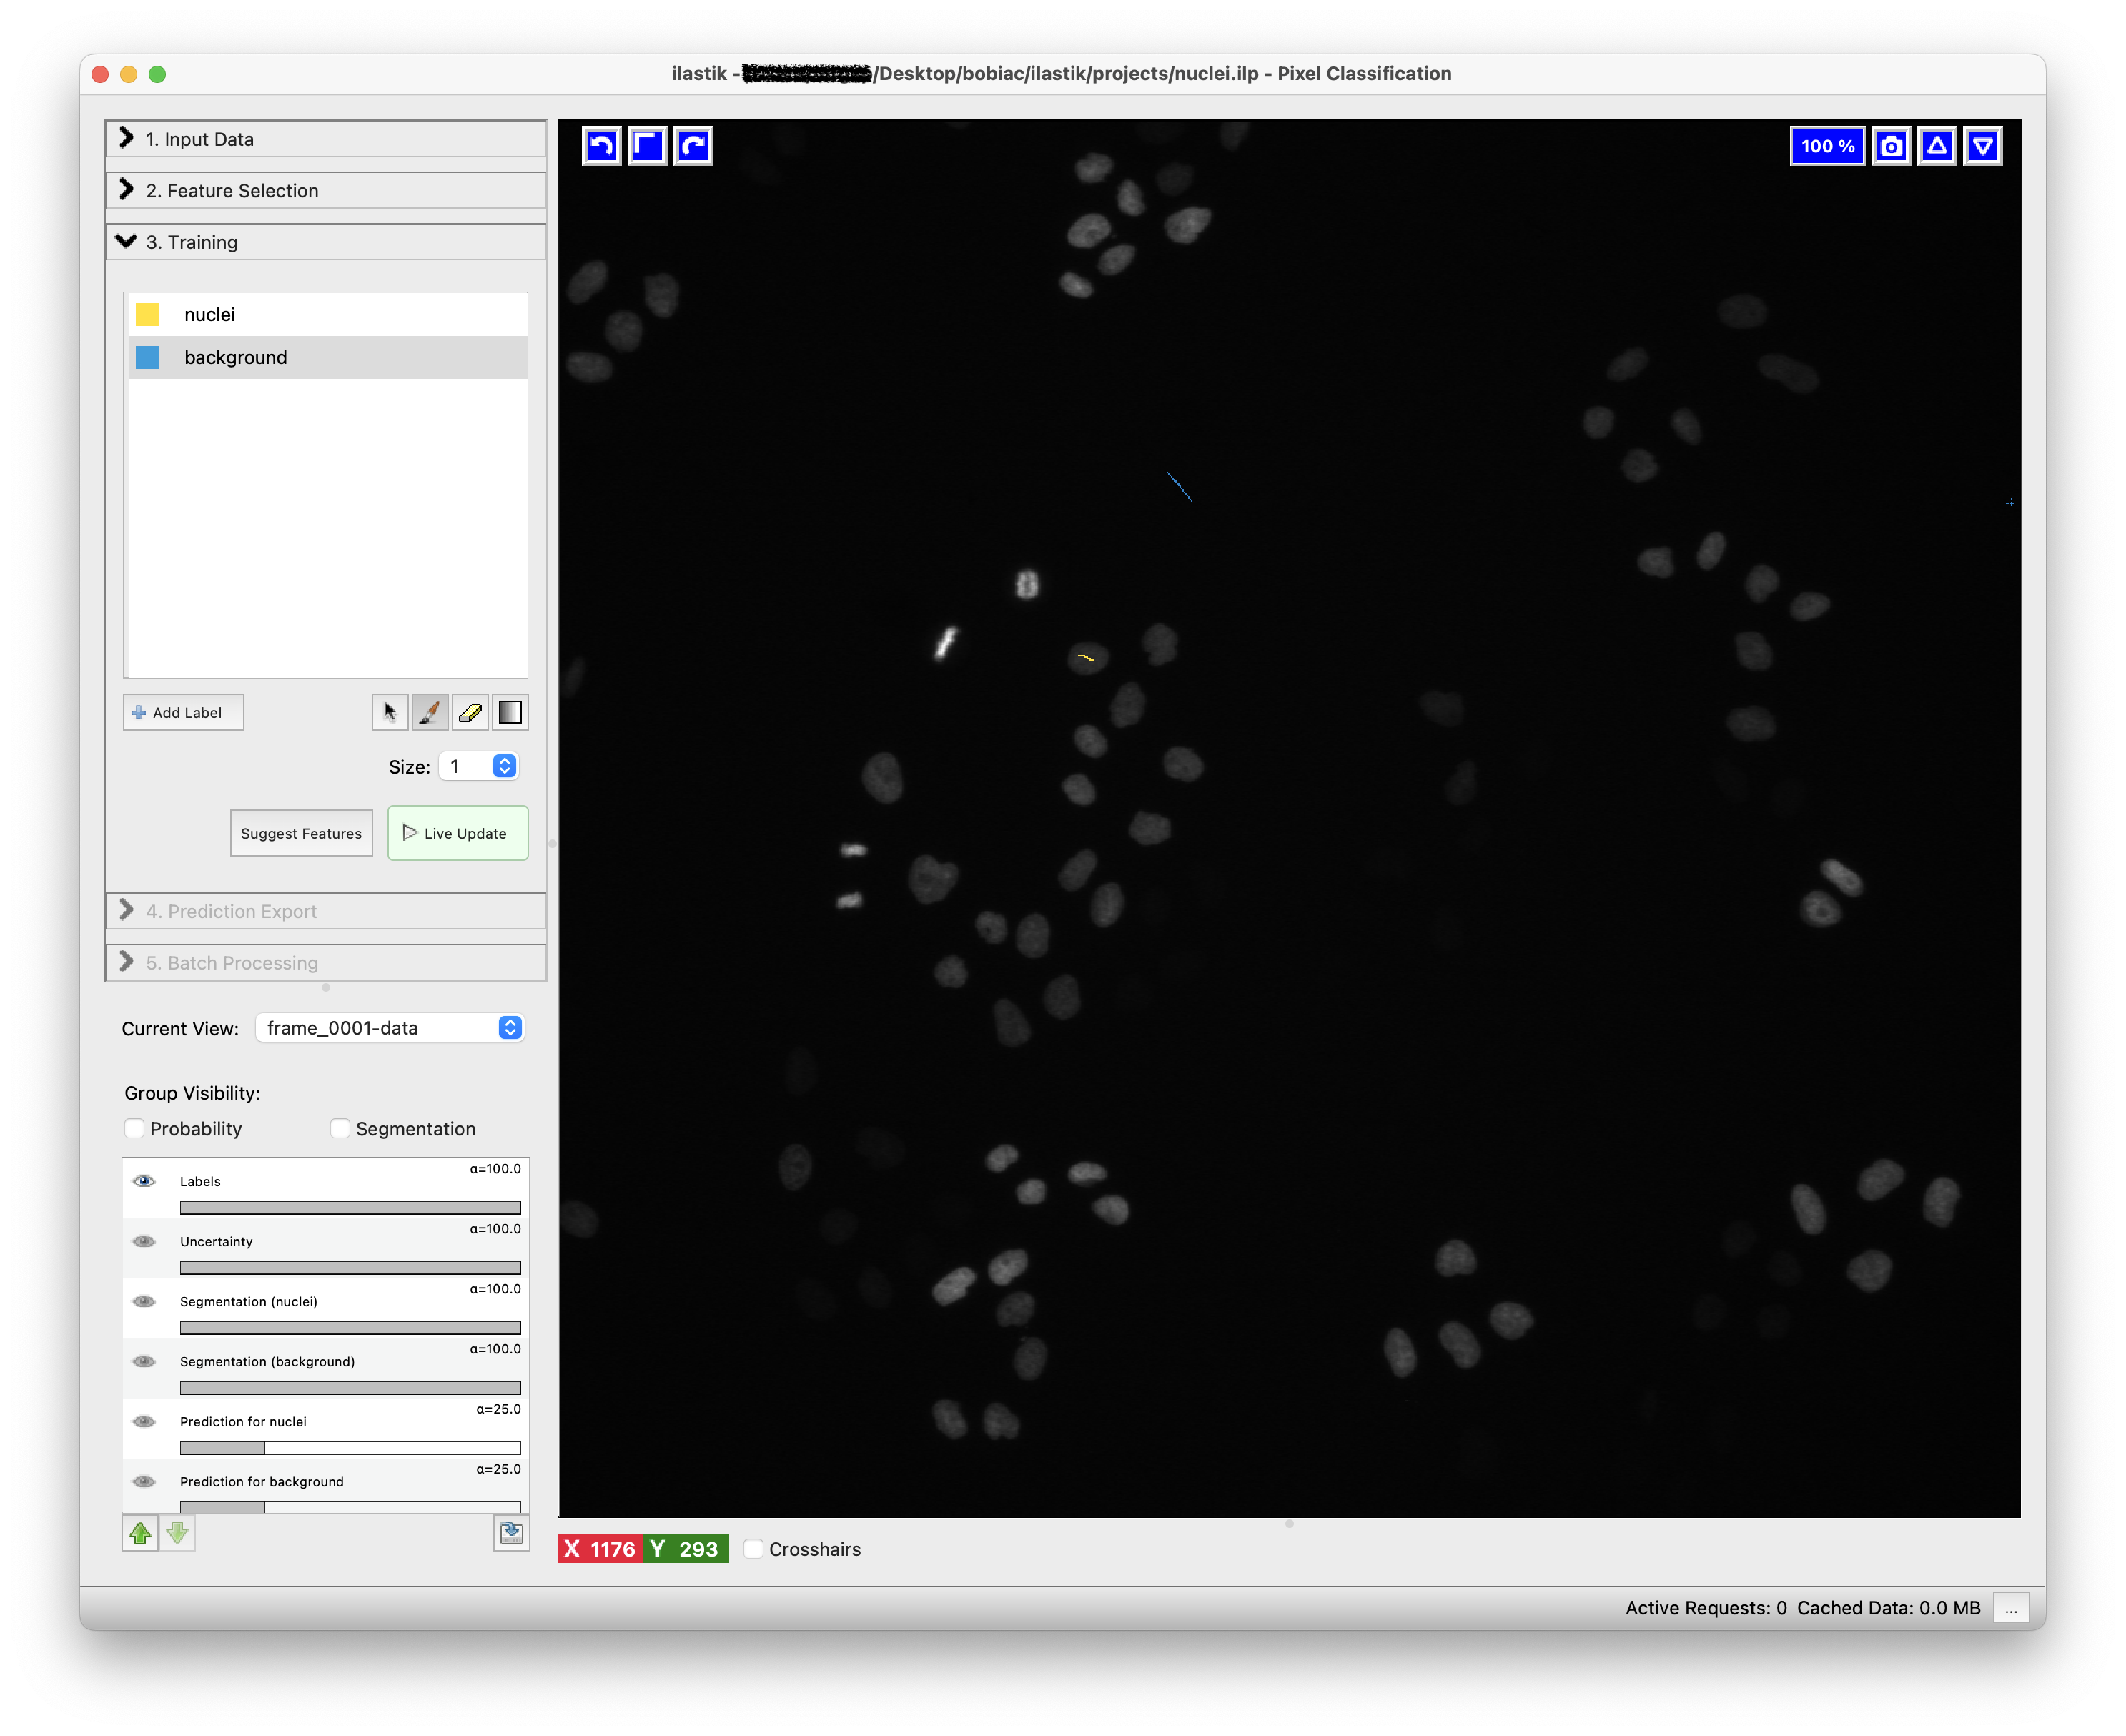 ilastik - /Desktop/bobiac/ilastik/projects/nuclei.ilp - Pixel Classification
1. Input Data
2. Feature Selection
3. Training
nuclei
background
Add Label
Size: 1
Suggest Features
Live Update
4. Prediction Export
5. Batch Processing
Current View: frame_0001-data
Group Visibility:
Probability Segmentation
α=100.0
Labels
α=100.0
Uncertainty
α=100.0
Segmentation (nuclei)
α=100.0
Segmentation (background)
α=25.0
Prediction for nuclei
α=25.0
Prediction for background
100 %
X 1176 Y 293 Crosshairs
Active Requests: 0 Cached Data: 0.0 MB ...